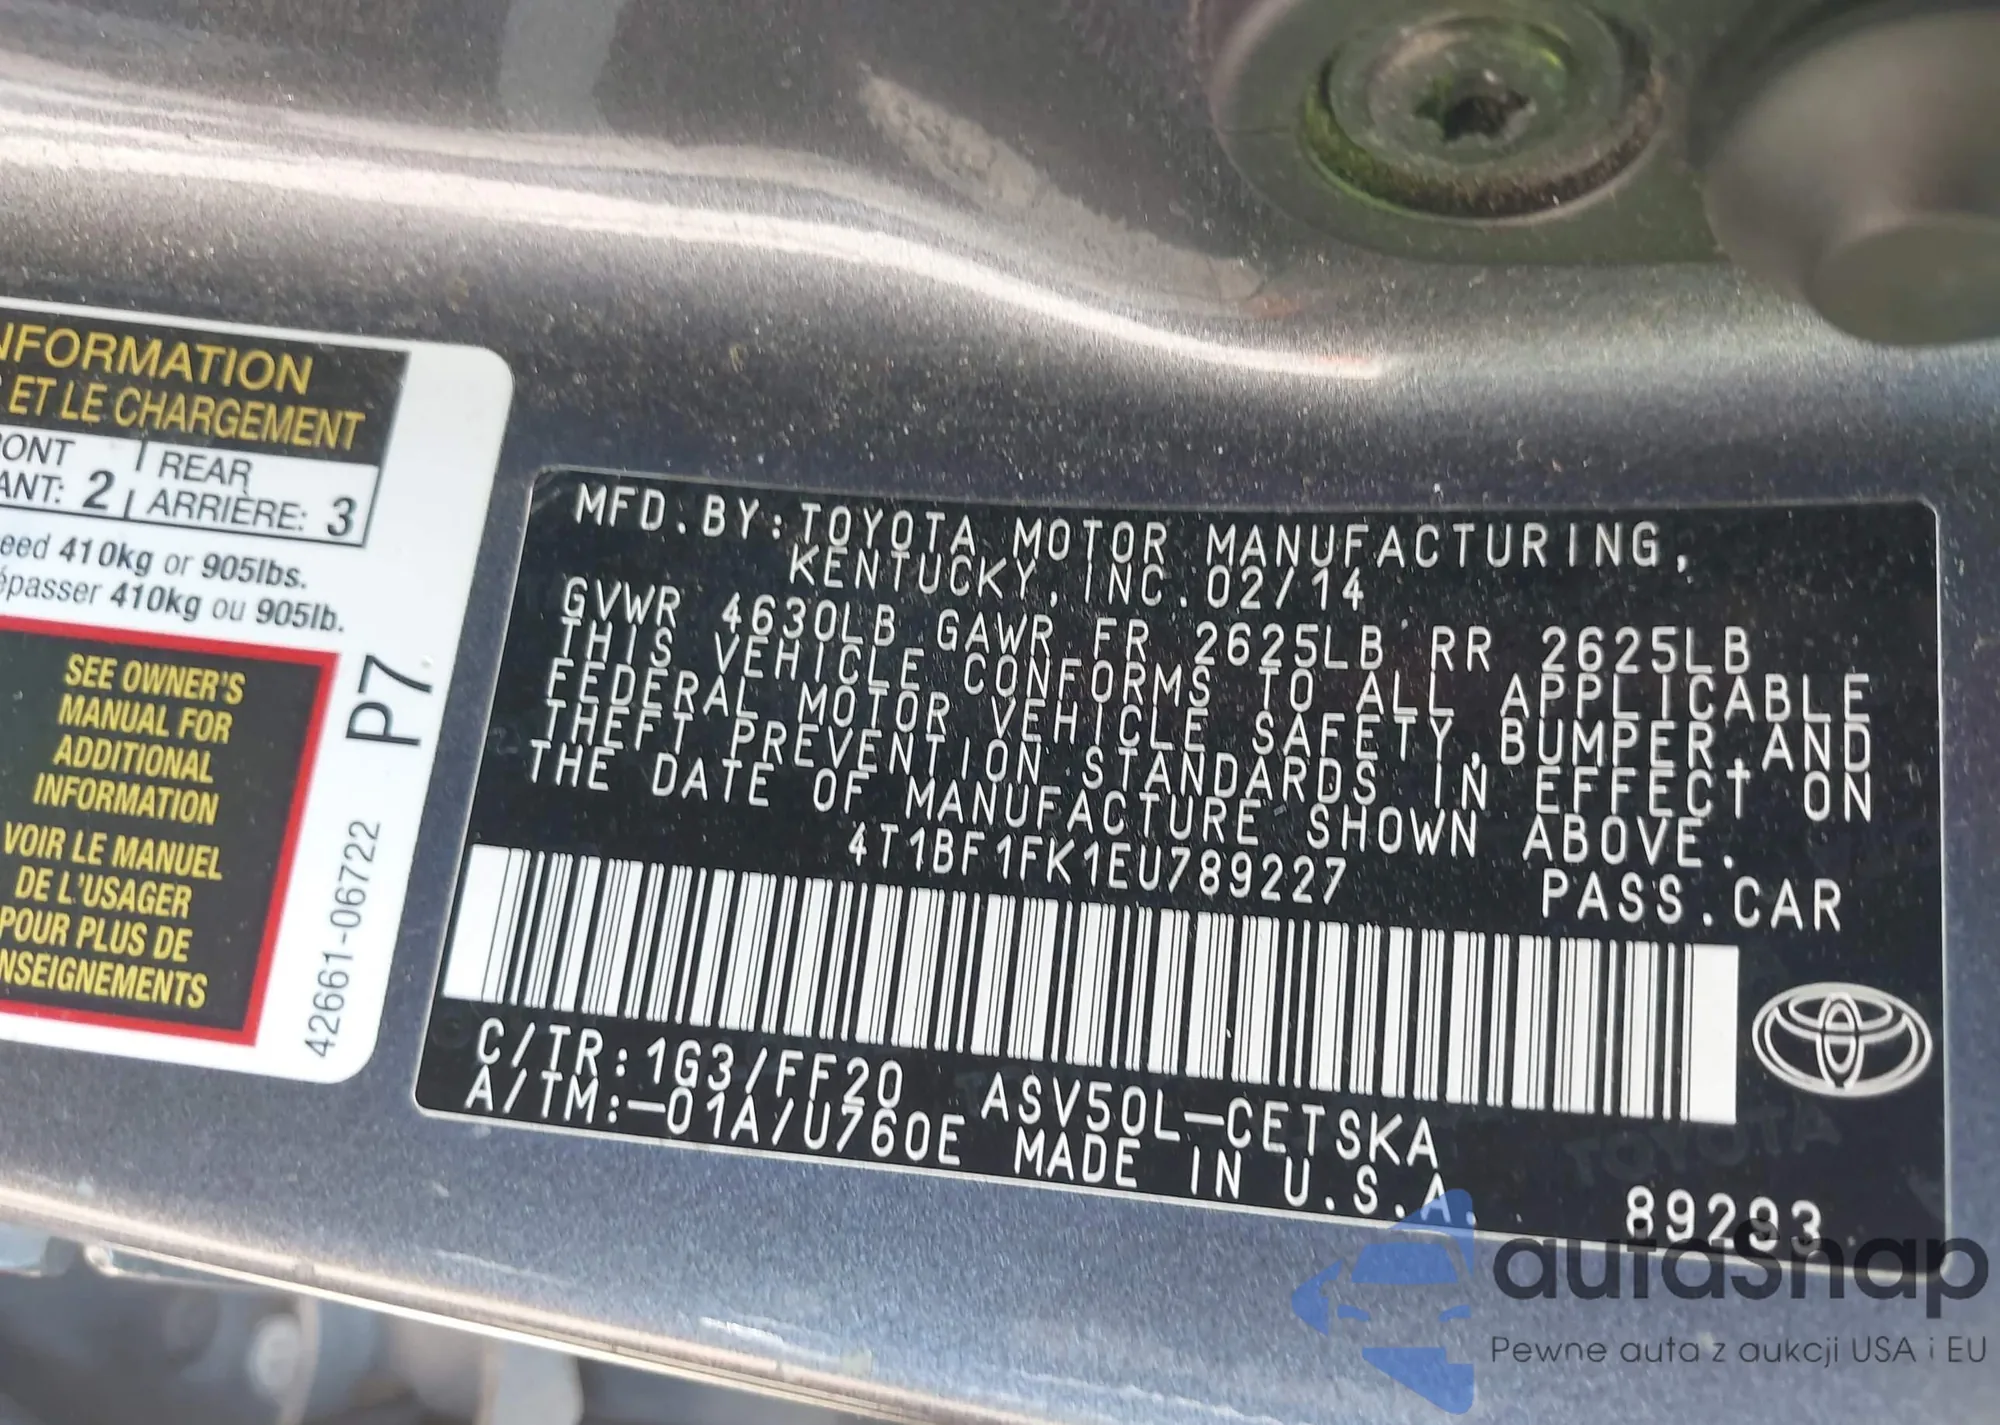 NFORMATION
ET LE CHARGEMENT
ONT
REAR
ANT: 2
ARRIÈRE: 3
eed 410kg or 905lbs.
épasser 410kg ou 905lb.
SEE OWNER'S
MANUAL FOR
ADDITIONAL
INFORMATION
VOIR LE MANUEL
DE L'USAGER
POUR PLUS DE
NSEIGNEMENTS
42661-06722 P7.
MFD.BY:TOYOTA MOTOR MANUFACTURING,
KENTUCKY, INC.02/14
GVWR 4630LB GAWR FR 2625LB RR 2625LB
THIS VEHICLE CONFORMS TO ALL APPLICABLE
FEDERAL MOTOR VEHICLE SAFETY,BUMPER,AND
THEFT PREVENTION STANDARDS IN EFFECT ON
THE DATE OF MANUFACTURE SHOWN ABOVE.
4T1BF1FK1EU789227
PASS.CAR
C/TR:1G3/FF20 ASV50L-CETSKA
A/TM:-01A/U760E MADE IN U.S.A.
89293
TOYOTA
autaSnap
Pewne auta z aukcji USA i EU